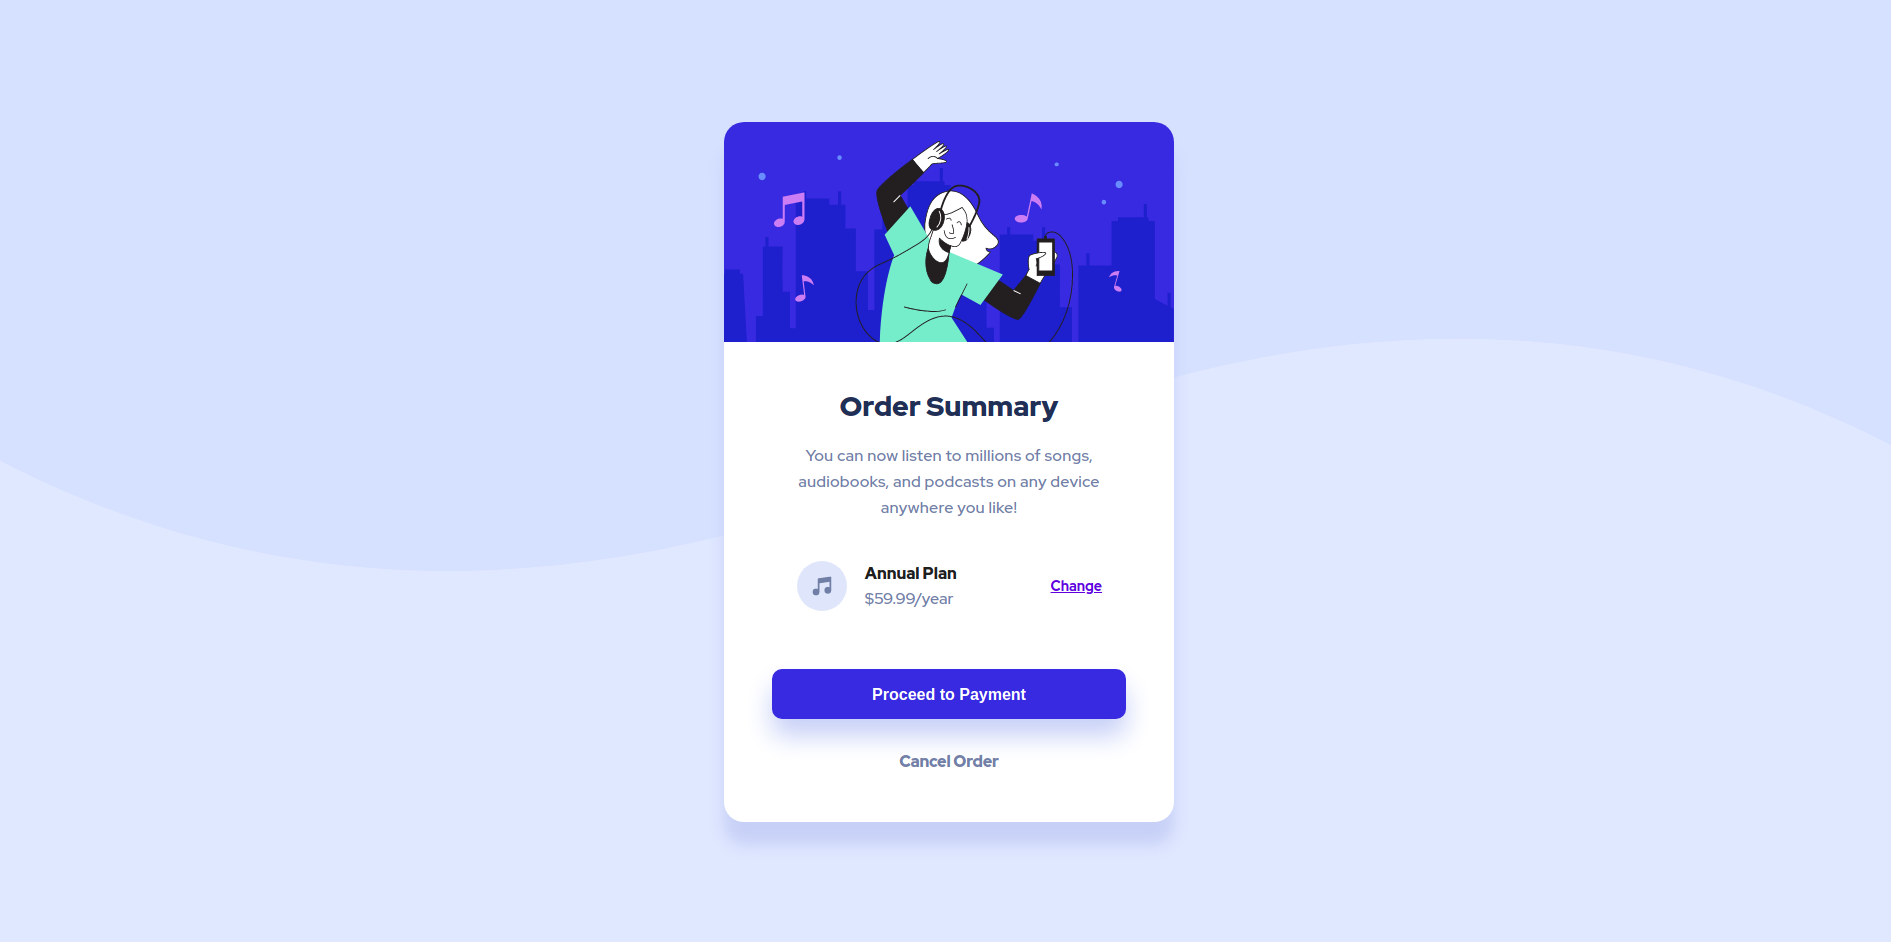 Order Summary
You can now listen to millions of songs,
audiobooks, and podcasts on any device
anywhere you like!
Annual Plan
$59.99/year
Change
Proceed to Payment
Cancel Order